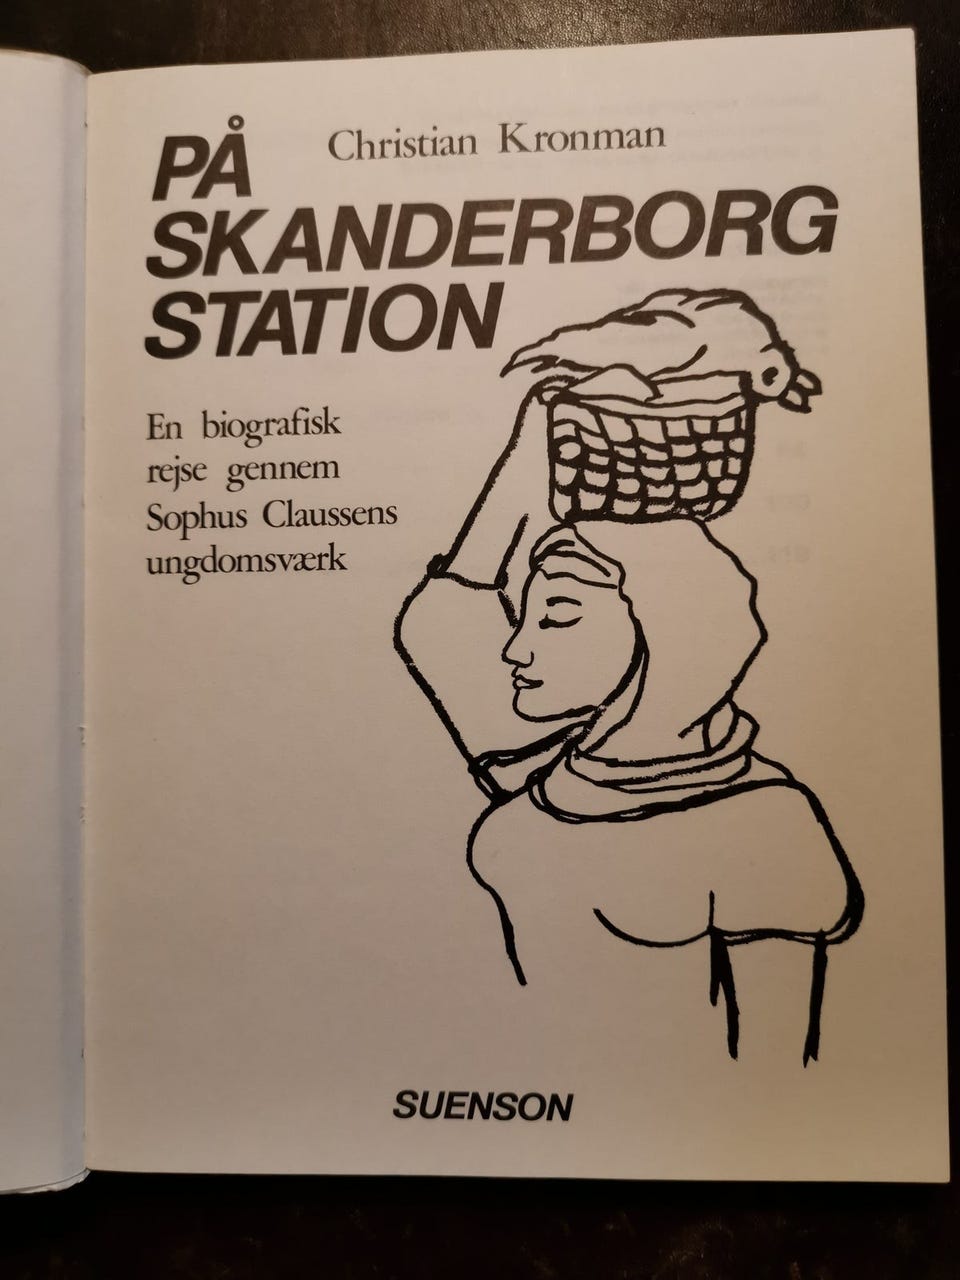 Christian Kronman
PÅ
SKANDERBORG
STATION
En biografisk
rejse gennem
Sophus Claussens
ungdomsværk
SUENSON